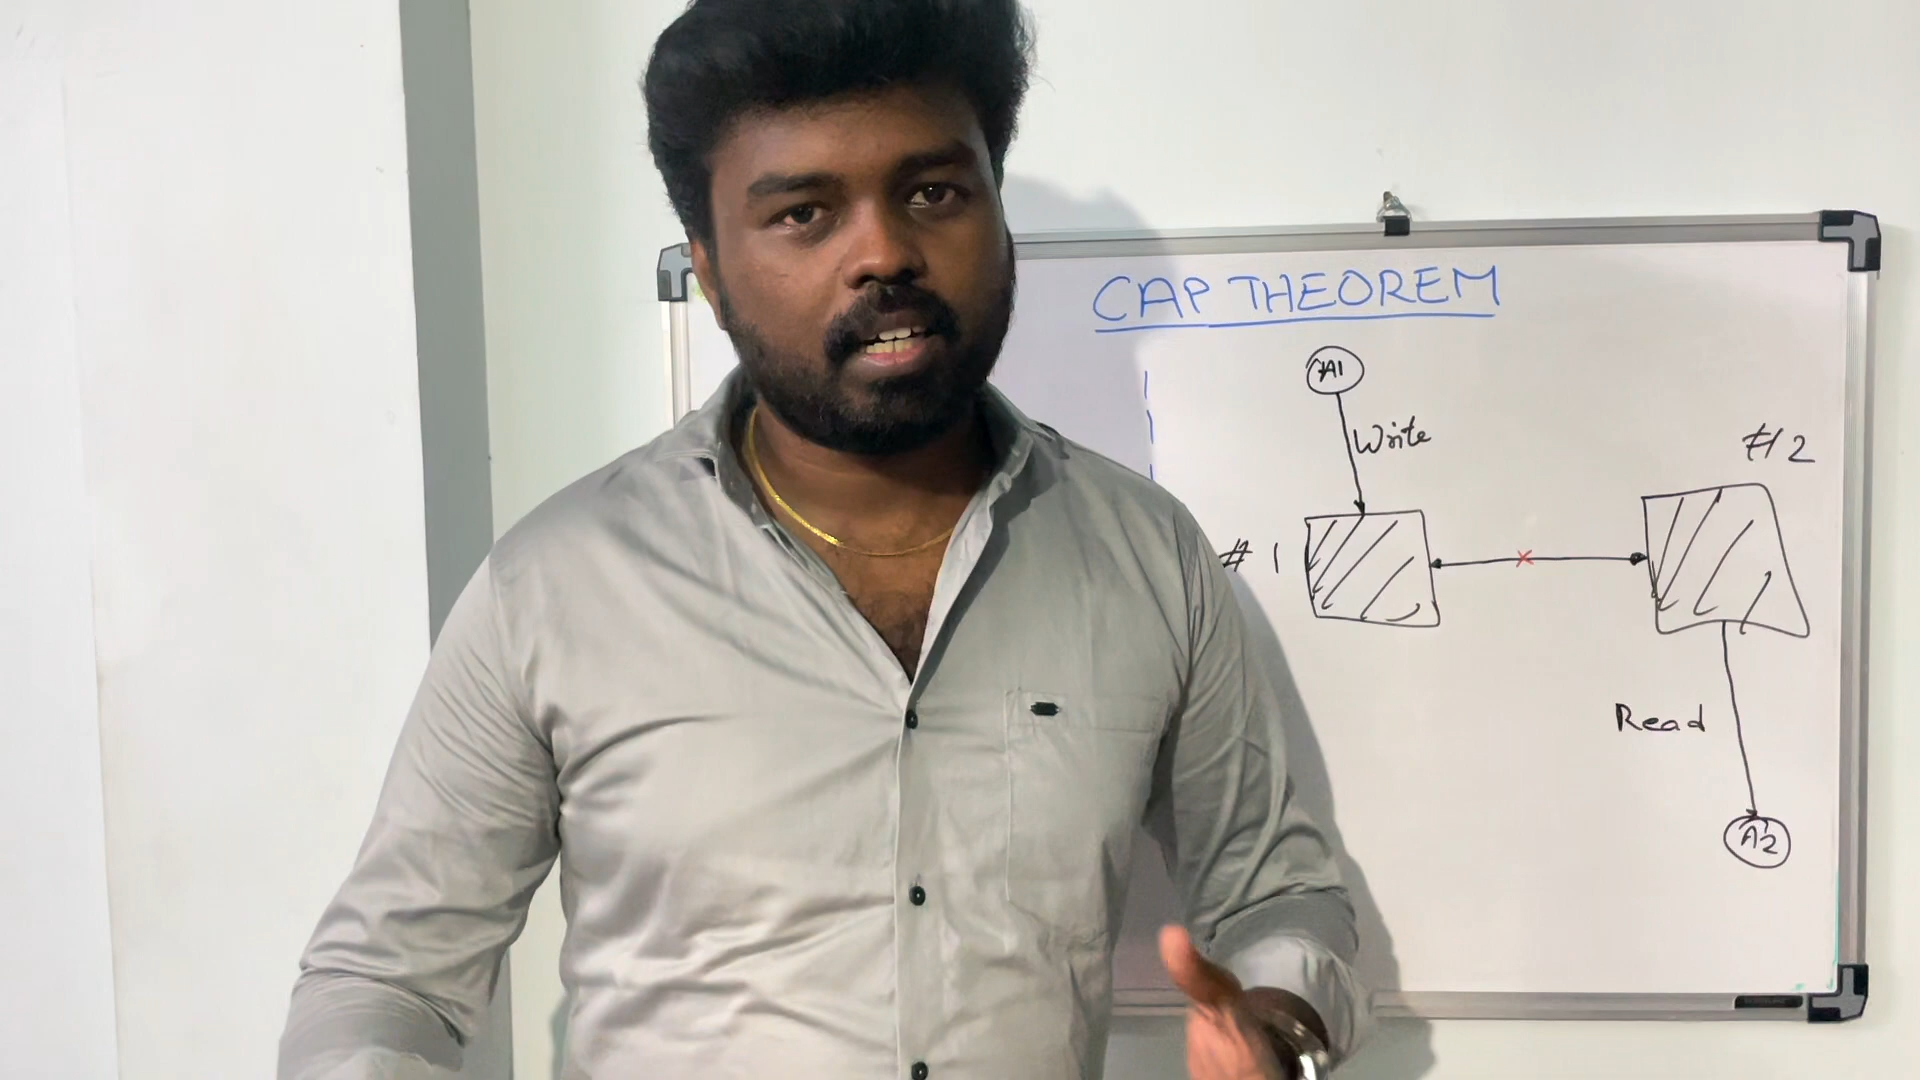 CAP THEOREM
A1
Write
# 2
# 1
Read
A2